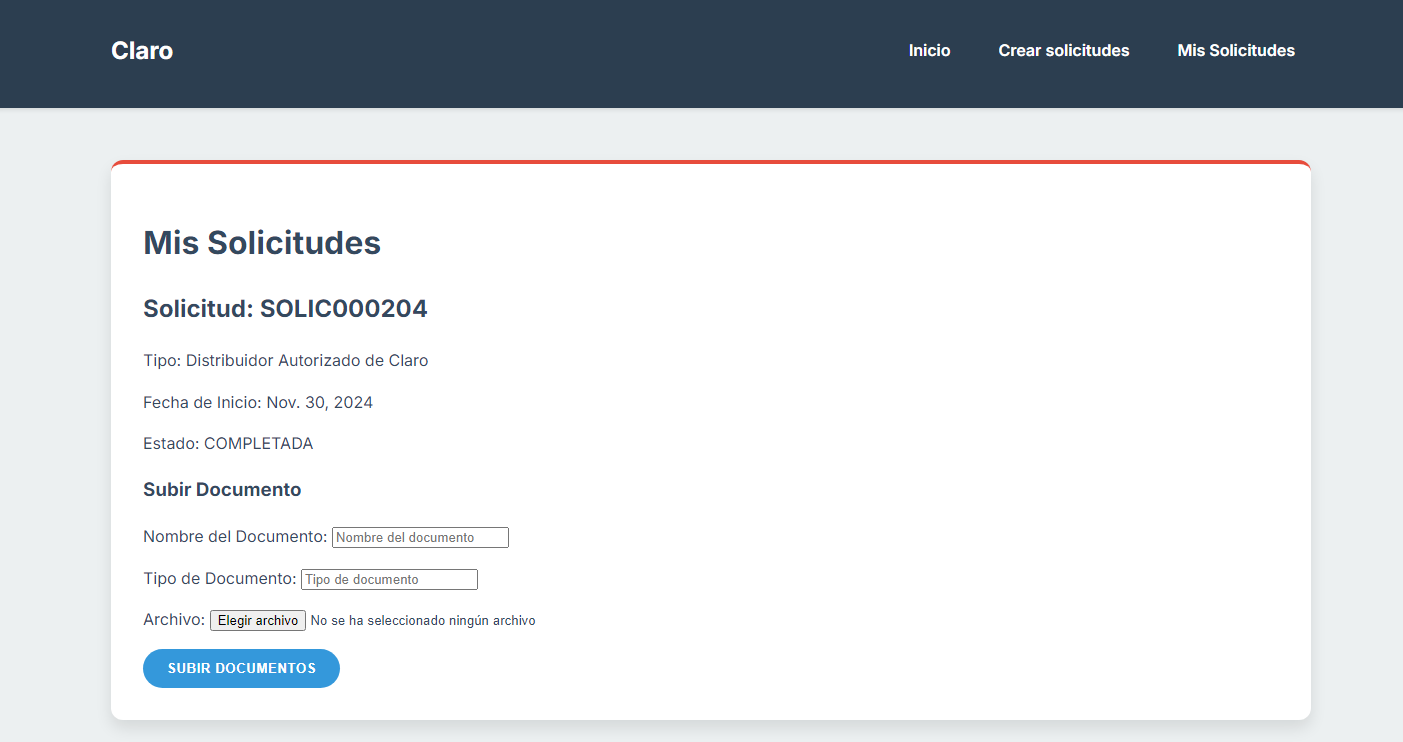 Claro
Inicio
Crear solicitudes
Mis Solicitudes
Mis Solicitudes
Solicitud: SOLIC000204
Tipo: Distribuidor Autorizado de Claro
Fecha de Inicio: Nov. 30, 2024
Estado: COMPLETADA
Subir Documento
Nombre del Documento: Nombre del documento
Tipo de Documento: Tipo de documento
Archivo: Elegir archivo No se ha seleccionado ningún archivo
SUBIR DOCUMENTOS